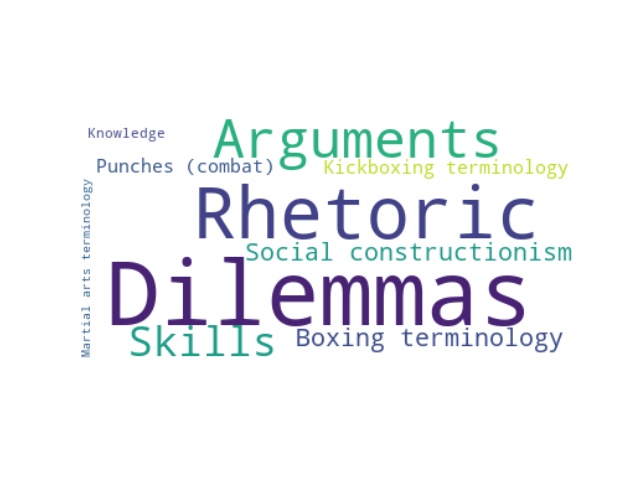 Knowledge
Arguments
Punches (combat)
Kickboxing terminology
Rhetoric
Social constructionism
Dilemmas
Skills
Boxing terminology
Martial arts terminology